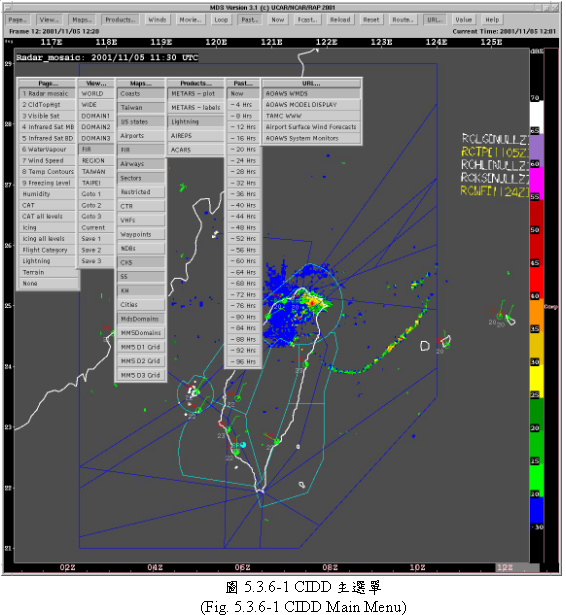 MDS Version 3.1 (c) UCAR/NCAR/RAP 2001
Page.. View... Maps... Products... Winds Movie... Loop Past.. Now Fcast.. Reload Reset Route.. URL.. Value Help
Frame 12: 2001/11/05 12:01 Current Time: 2001/11/05 12:01
117E 118E 119E 120E 121E 122E 123E 124E 125E 126E
Radar_mosaic: 2001/11/05 11:30 UTC
Page...
1 Radar mosaic
2 CldTopHgt
3 Visible Sat
4 Infrared Sat MB
5 Infrared Sat BD
6 WaterVapour
7 Wind Speed
8 Temp Contours
9 Freezing Level
Humidity
CAT
CAT all levels
Icing
Icing all levels
Flight Category
Lightning
Terrain
None
View...
WORLD
WIDE
DOMAIN1
DOMAIN2
DOMAIN3
FIR
REGION
TAIWAN
TAIPEI
Goto 1
Goto 2
Goto 3
Current
Save 1
Save 2
Save 3
Maps...
Coasts
Taiwan
US states
Airports
FIR
Airways
Sectors
Restricted
CTR
VHFs
Waypoints
NDBs
CKS
SS
KH
Cities
MdsDomains
MM5Domains
MM5 D1 Grid
MM5 D2 Grid
MM5 D3 Grid
Products...
METARS - plot
METARS - labels
Lightning
AIREPS
ACARS
Past...
Now
- 4 Hrs
- 8 Hrs
- 12 Hrs
- 16 Hrs
- 20 Hrs
- 24 Hrs
- 28 Hrs
- 32 Hrs
- 36 Hrs
- 40 Hrs
- 44 Hrs
- 48 Hrs
- 52 Hrs
- 56 Hrs
- 60 Hrs
- 64 Hrs
- 68 Hrs
- 72 Hrs
- 76 Hrs
- 80 Hrs
- 84 Hrs
- 88 Hrs
- 92 Hrs
- 96 Hrs
URL...
AOAWS WMDS
AOAWS MODEL DISPLAY
TAMC WWW
Airport Surface Wind Forecasts
AOAWS System Monitors
RCLG[NULLZ]
RCTP[1105Z]
ROHL[NULLZ]
RCKS[NULLZ]
RCMF[1124Z]
70
60
55
50
45
40
35
30
25
20
15
10
5
-30
28
27
26
25
24
23
22
21
02Z 04Z 06Z 08Z 10Z 12Z
圖 5.3.6-1 CIDD 主選單
(Fig. 5.3.6-1 CIDD Main Menu)